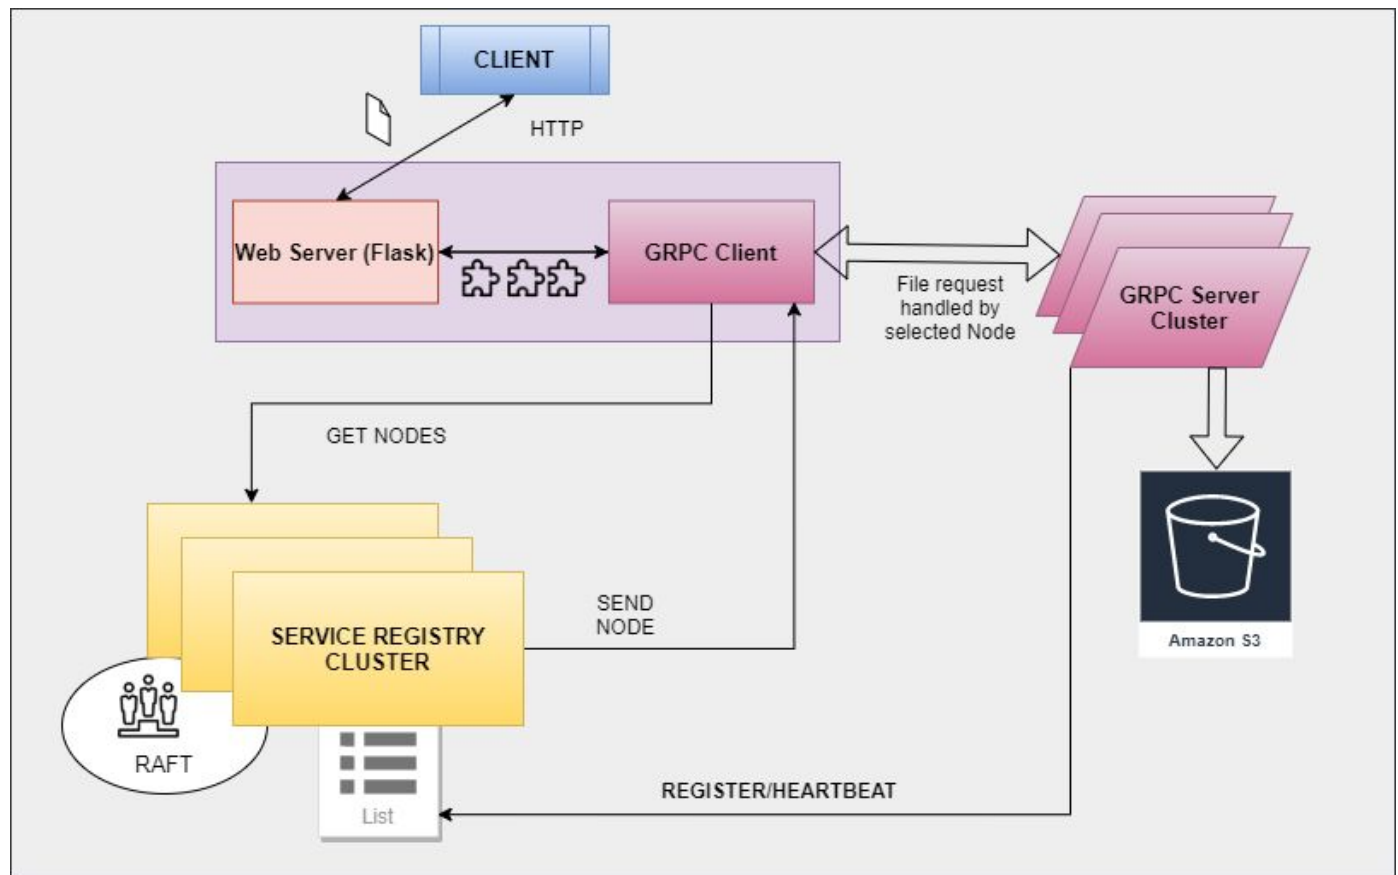 CLIENT
HTTP
Web Server (Flask)
GRPC Client
File request
handled by
selected Node
GRPC Server
Cluster
GET NODES
SEND
NODE
SERVICE REGISTRY
CLUSTER
Amazon S3
RAFT
List
REGISTER/HEARTBEAT